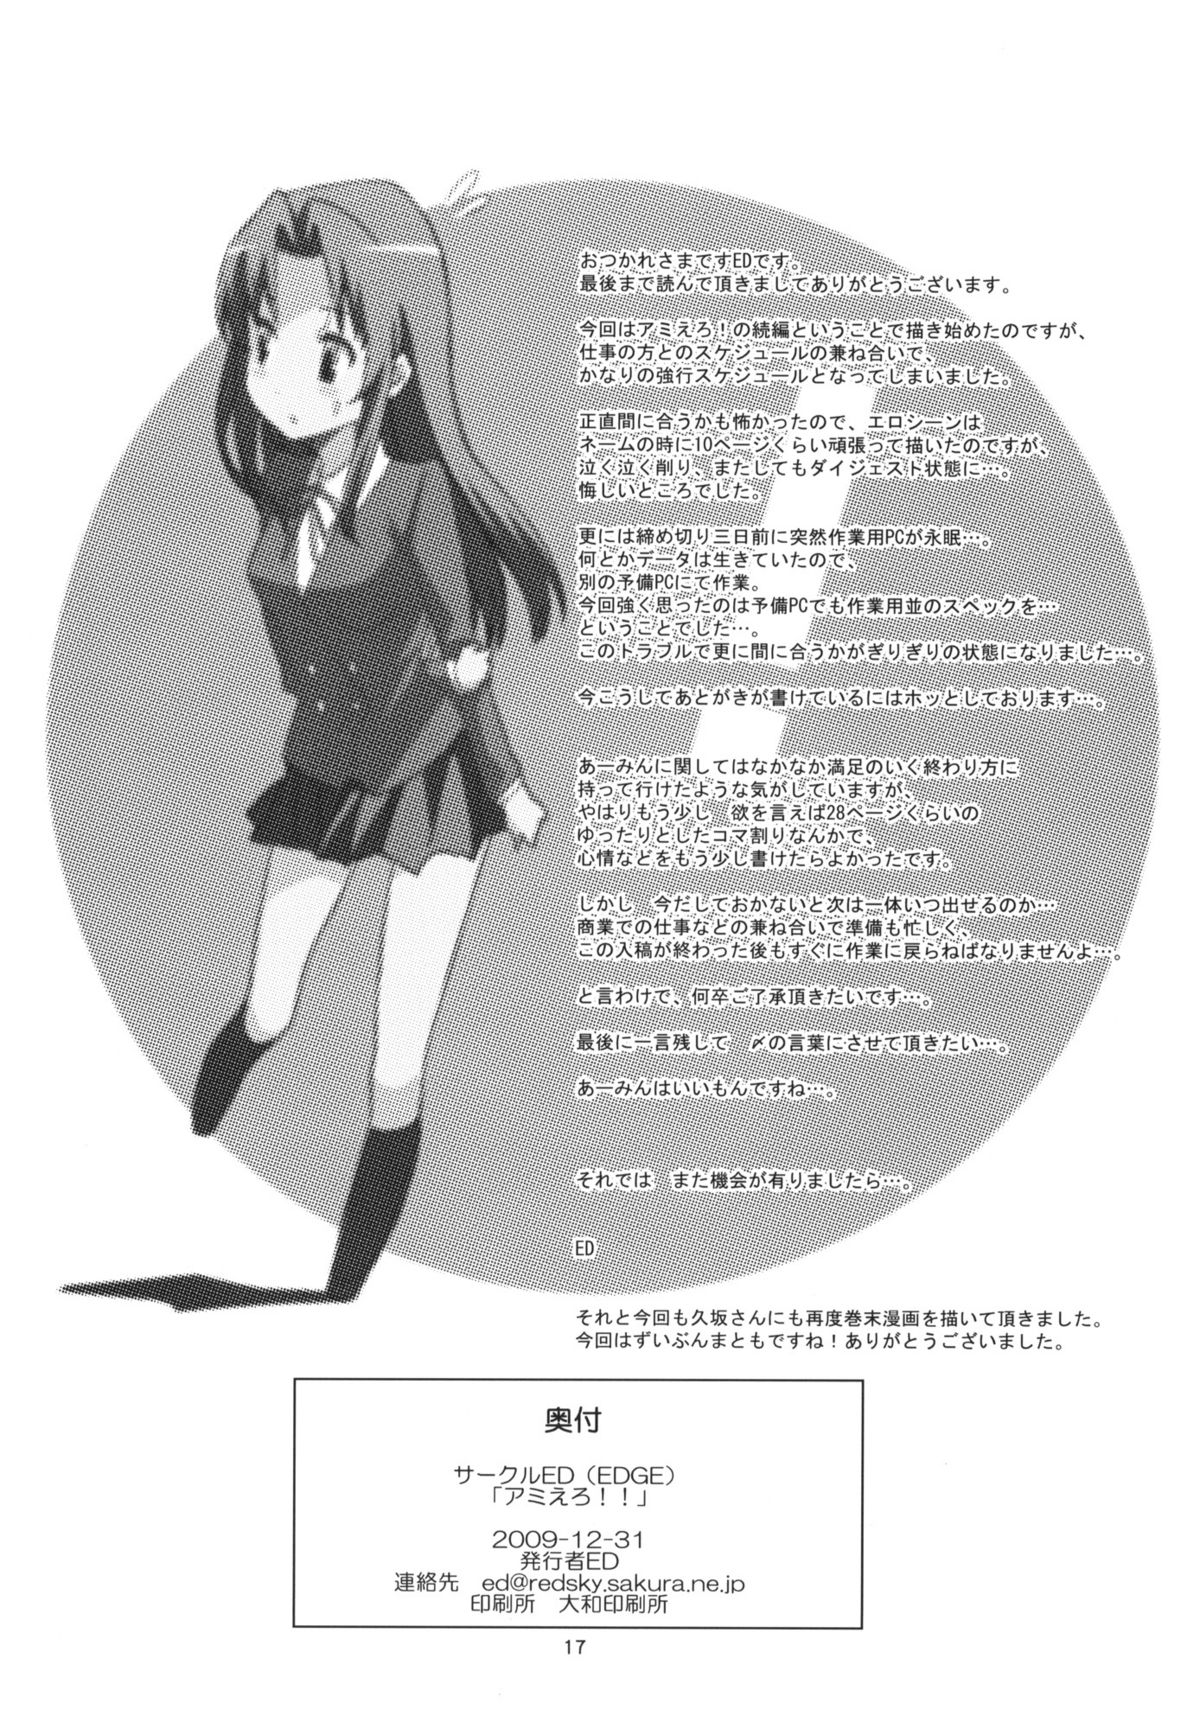 おつかれさまですEDです。
最後まで読んで頂きましてありがとうございます。
今回はアミえろ！の続編ということで描き始めたのですが、
仕事の方とのスケジュールの兼ね合いで、
かなりの強行スケジュールとなってしまいました。
正直間に合うかも怖かったので、エロシーンは
ネームの時に10ページくらい頑張って描いたのですが、
泣く泣く削り、またしてもダイジェスト状態に…。
悔しいところでした。
更には締め切り三日前に突然作業用PCが永眠…。
何とかデータは生きていたので、
別の予備PCにて作業。
今回強く思ったのは予備PCでも作業用並のスペックを…
ということでした…。
このトラブルで更に間に合うかがぎりぎりの状態になりました…。
今こうしてあとがきが書けているにはホッとしております…。
あーみんに関してはなかなか満足のいく終わり方に
持って行けたような気がしていますが、
やはりもう少し　欲を言えば28ページくらいの
ゆったりとしたコマ割りなんかで、
心情などをもう少し書けたらよかったです。
しかし　今だしておかないと次は一体いつ出せるのか…
商業での仕事などの兼ね合いで準備も忙しく、
この入稿が終わった後もすぐに作業に戻らねばなりませんよ…。
と言わけで、何卒ご了承頂きたいです…。
最後に一言残して　〆の言葉にさせて頂きたい…。
あーみんはいいもんですね…。
それでは　また機会が有りましたら…。
ED
それと今回も久坂さんにも再度巻末漫画を描いて頂きました。
今回はずいぶんまともですね！ありがとうございました。
奥付
サークルED（EDGE）
「アミえろ！！」
2009-12-31
発行者ED
連絡先　ed@redsky.sakura.ne.jp
印刷所　大和印刷所
17